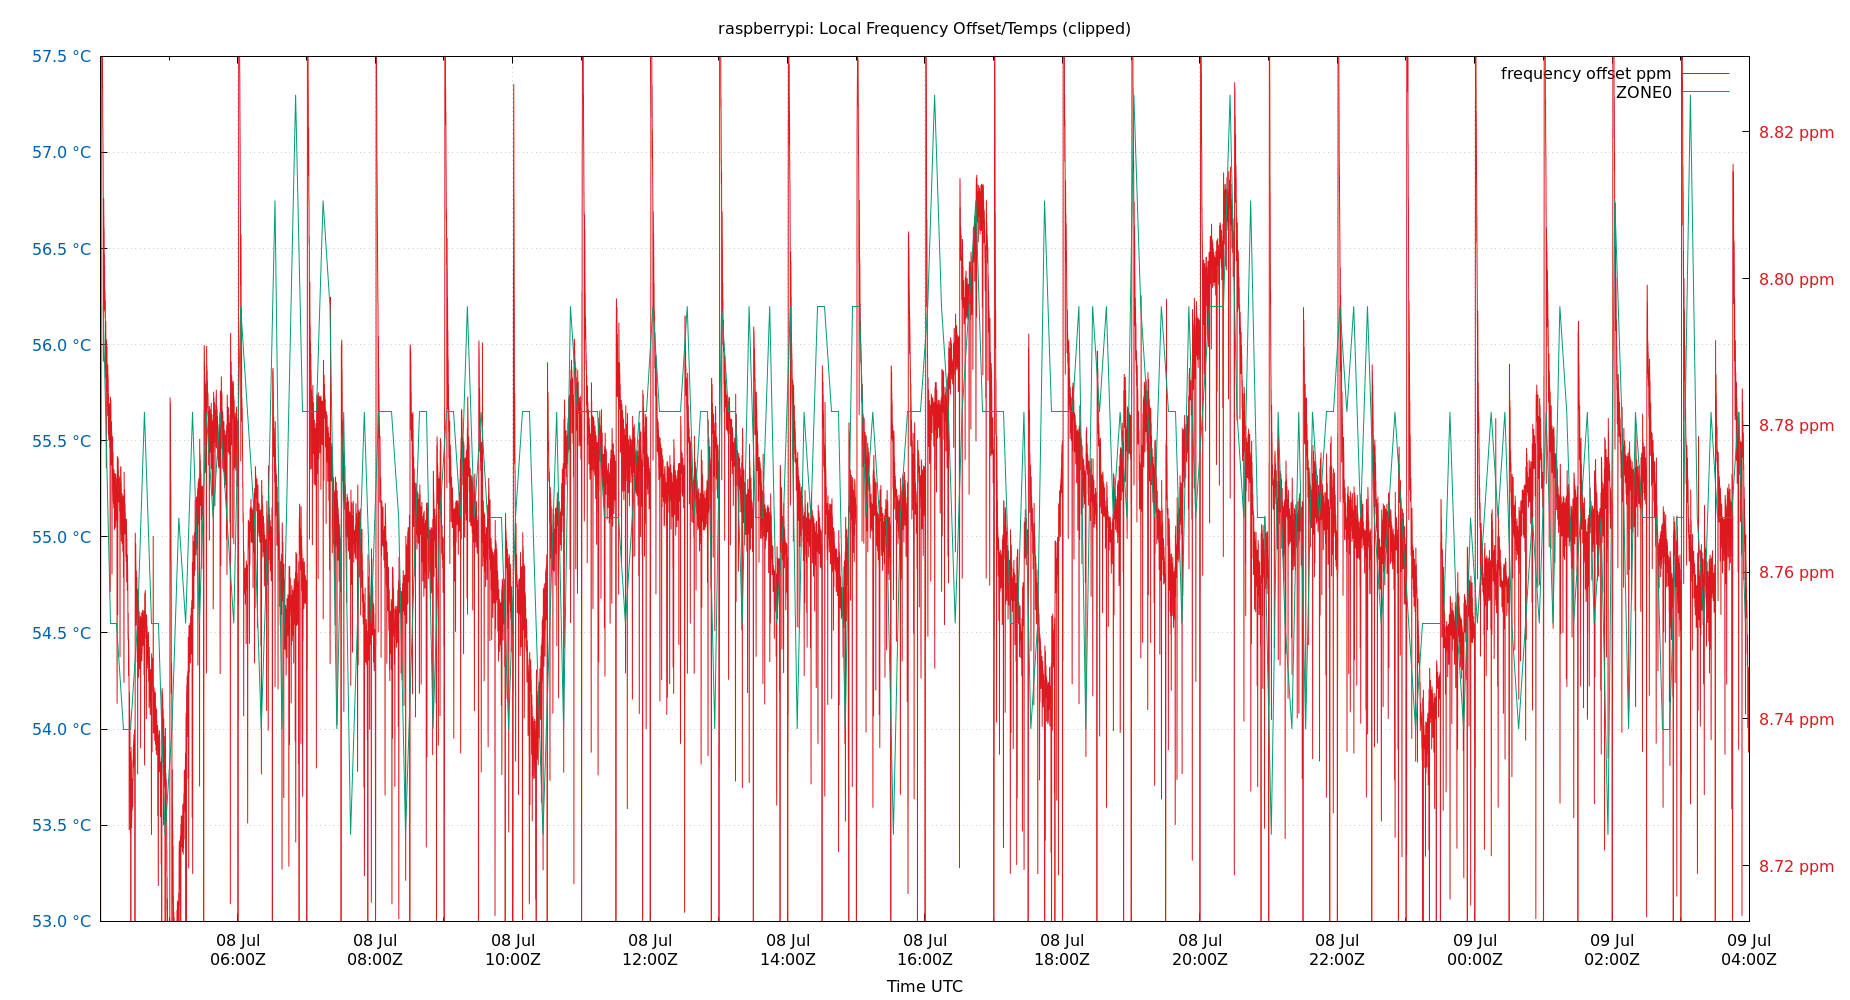 raspberrypi: Local Frequency Offset/Temps (clipped)
57.5 °C
57.0 °C
56.5 °C
56.0 °C
55.5 °C
55.0 °C
54.5 °C
54.0 °C
53.5 °C
53.0 °C
frequency offset ppm
ZONE0
8.82 ppm
8.80 ppm
8.78 ppm
8.76 ppm
8.74 ppm
8.72 ppm
08 Jul 08 Jul 08 Jul 08 Jul 08 Jul 08 Jul 08 Jul 08 Jul 08 Jul 09 Jul 09 Jul 09 Jul
06:00Z 08:00Z 10:00Z 12:00Z 14:00Z 16:00Z 18:00Z 20:00Z 22:00Z 00:00Z 02:00Z 04:00Z
Time UTC